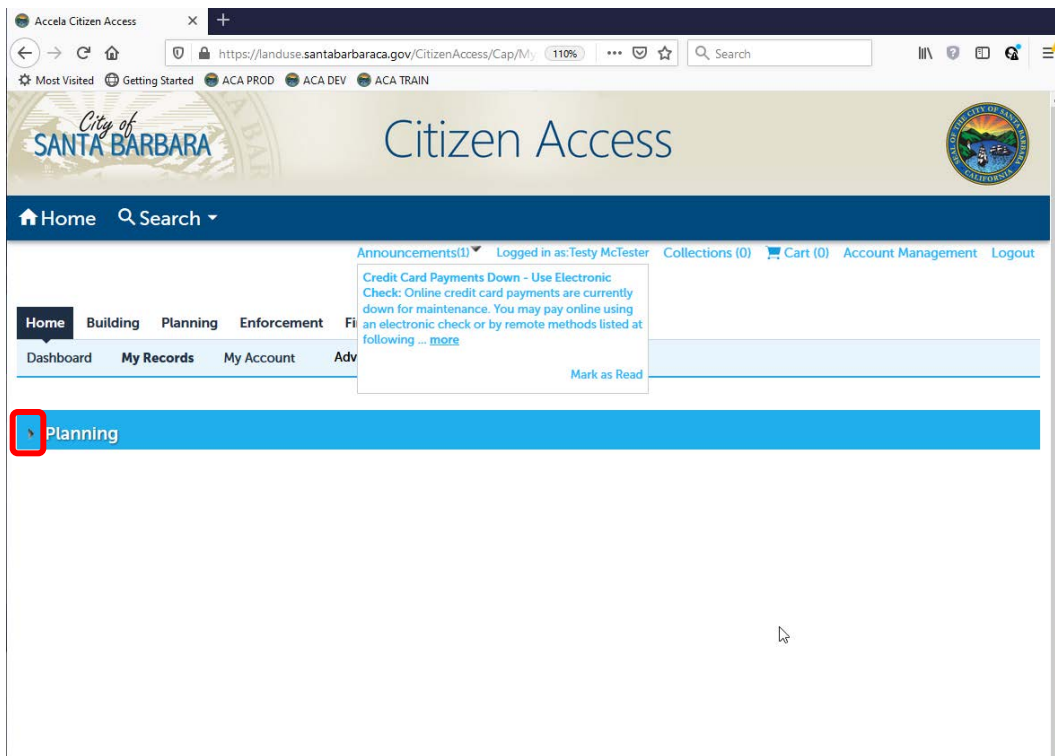 Accela Citizen Access
https://landuse.santabarbaraca.gov/CitizenAccess/Cap/My 110% Search
Most Visited Getting Started ACA PROD ACA DEV ACA TRAIN
City of
SANTA BARBARA
Citizen Access
Home Search
Announcements(1) Logged in as:Testy McTester Collections (0) Cart (0) Account Management Logout
Credit Card Payments Down - Use Electronic
Check: Online credit card payments are currently
down for maintenance. You may pay online using
an electronic check or by remote methods listed at
following ... more
Mark as Read
Home Building Planning Enforcement Fi
Dashboard My Records My Account Adv
Planning